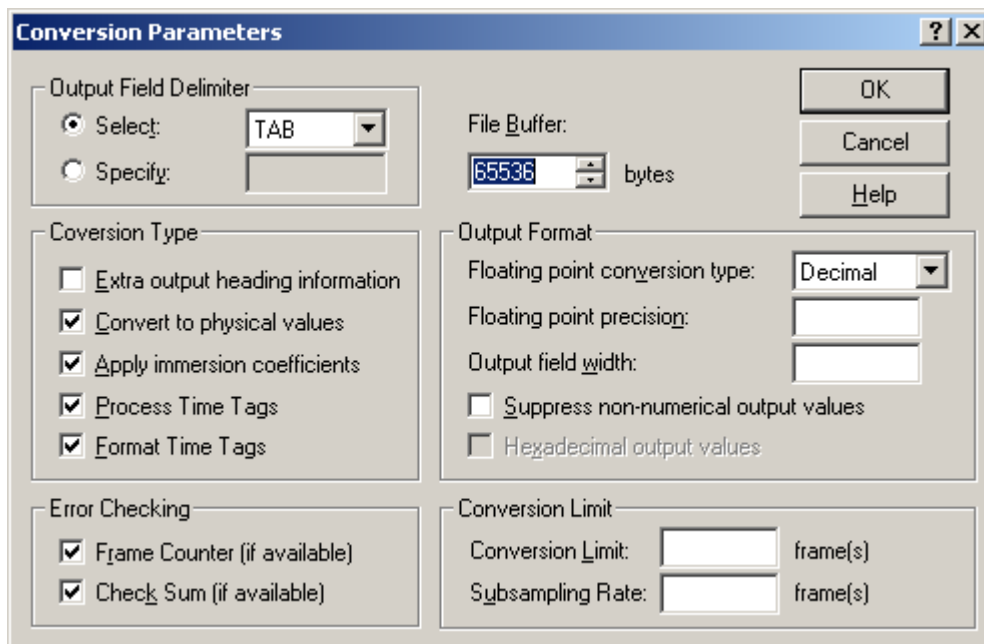 Conversion Parameters
Output Field Delimiter
Select: TAB
Specify:
File Buffer:
65536 bytes
OK
Cancel
Help
Coversion Type
Extra output heading information
Convert to physical values
Apply immersion coefficients
Process Time Tags
Format Time Tags
Output Format
Floating point conversion type: Decimal
Floating point precision:
Output field width:
Suppress non-numerical output values
Hexadecimal output values
Error Checking
Frame Counter (if available)
Check Sum (if available)
Conversion Limit
Conversion Limit: frame(s)
Subsampling Rate: frame(s)